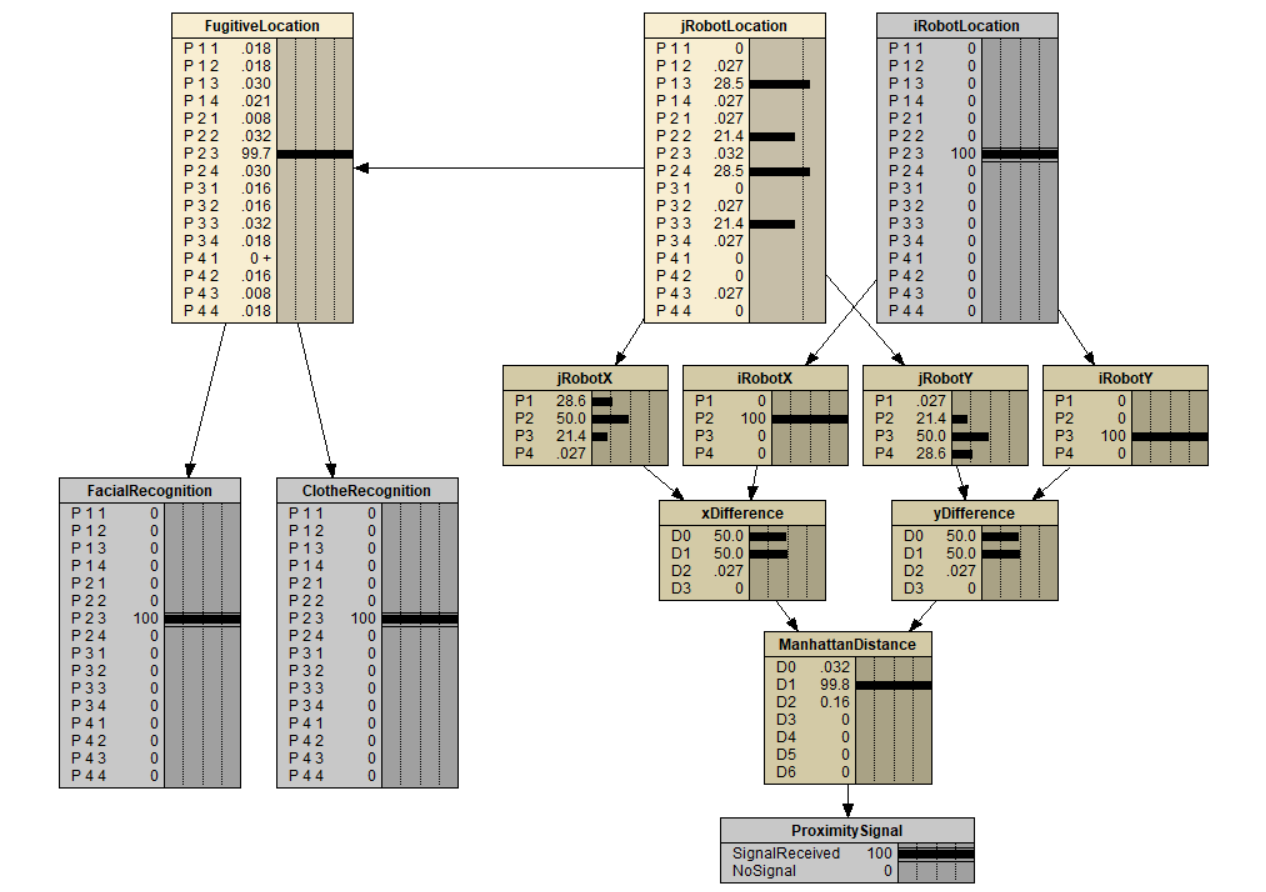 FugitiveLocation
P 1 1 .018
P 1 2 .018
P 1 3 .030
P 1 4 .021
P 2 1 .008
P 2 2 .032
P 2 3 99.7
P 2 4 .030
P 3 1 .016
P 3 2 .016
P 3 3 .032
P 3 4 .018
P 4 1 0 +
P 4 2 .016
P 4 3 .008
P 4 4 .018
jRobotLocation
P 1 1 0
P 1 2 .027
P 1 3 28.5
P 1 4 .027
P 2 1 .027
P 2 2 21.4
P 2 3 .032
P 2 4 28.5
P 3 1 0
P 3 2 .027
P 3 3 21.4
P 3 4 .027
P 4 1 0
P 4 2 0
P 4 3 .027
P 4 4 0
iRobotLocation
P 1 1 0
P 1 2 0
P 1 3 0
P 1 4 0
P 2 1 0
P 2 2 0
P 2 3 100
P 2 4 0
P 3 1 0
P 3 2 0
P 3 3 0
P 3 4 0
P 4 1 0
P 4 2 0
P 4 3 0
P 4 4 0
jRobotX
P1 28.6
P2 50.0
P3 21.4
P4 .027
iRobotX
P1 0
P2 100
P3 0
P4 0
jRobotY
P1 .027
P2 21.4
P3 50.0
P4 28.6
iRobotY
P1 0
P2 0
P3 100
P4 0
FacialRecognition
P 1 1 0
P 1 2 0
P 1 3 0
P 1 4 0
P 2 1 0
P 2 2 0
P 2 3 100
P 2 4 0
P 3 1 0
P 3 2 0
P 3 3 0
P 3 4 0
P 4 1 0
P 4 2 0
P 4 3 0
P 4 4 0
ClotheRecognition
P 1 1 0
P 1 2 0
P 1 3 0
P 1 4 0
P 2 1 0
P 2 2 0
P 2 3 100
P 2 4 0
P 3 1 0
P 3 2 0
P 3 3 0
P 3 4 0
P 4 1 0
P 4 2 0
P 4 3 0
P 4 4 0
xDifference
D0 50.0
D1 50.0
D2 .027
D3 0
yDifference
D0 50.0
D1 50.0
D2 .027
D3 0
ManhattanDistance
D0 .032
D1 99.8
D2 0.16
D3 0
D4 0
D5 0
D6 0
ProximitySignal
SignalReceived 100
NoSignal 0